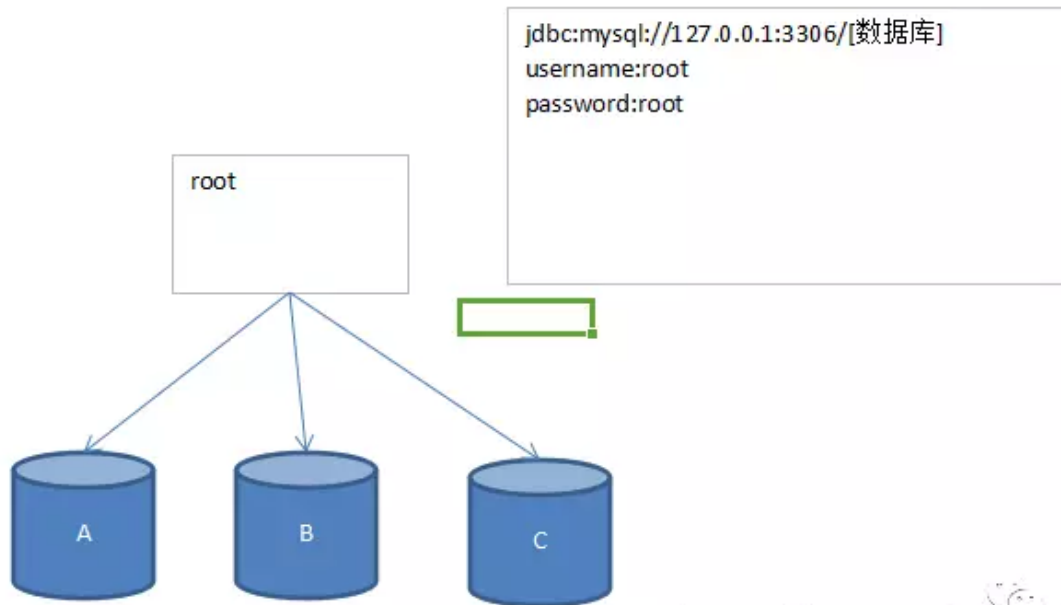 jdbc:mysql://127.0.0.1:3306/[数据库]
username:root
password:root
root
A
B
C